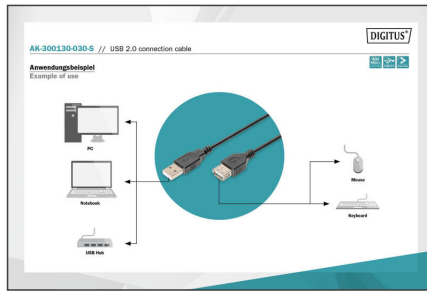 DIGITUS®
AK-300130-030-S // USB 2.0 connection cable
Anwendungsbeispiel
Example of use
PC
Notebook
USB Hub
Mouse
Keyboard